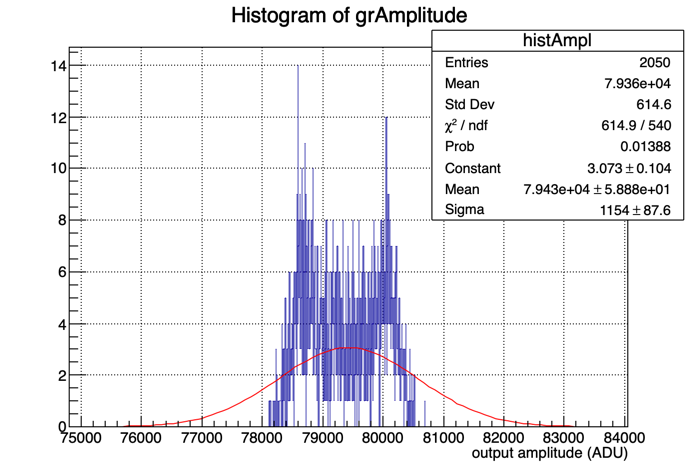 Histogram of grAmplitude
histAmpl
Entries 2050
Mean 7.936e+04
Std Dev 614.6
χ² / ndf 614.9 / 540
Prob 0.01388
Constant 3.073 ± 0.104
Mean 7.943e+04 ± 5.888e+01
Sigma 1154 ± 87.6
14
12
10
8
6
4
2
0
75000 76000 77000 78000 79000 80000 81000 82000 83000 84000
output amplitude (ADU)